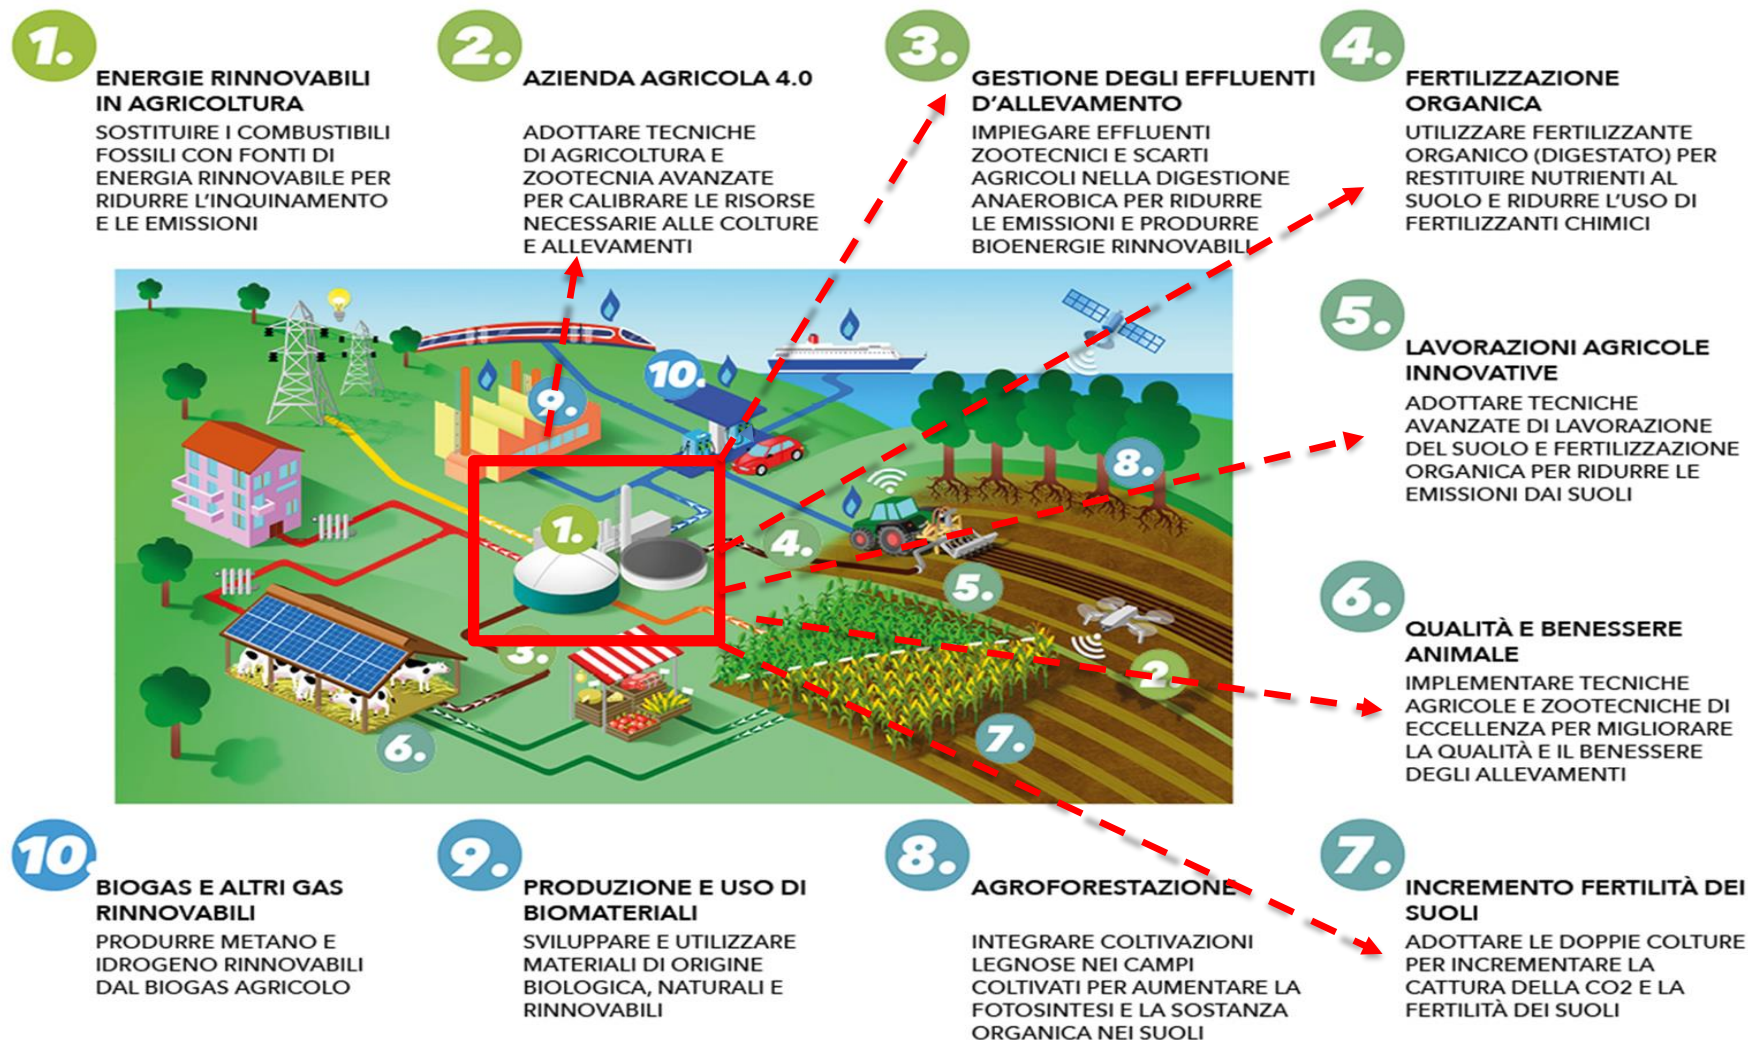 1.
ENERGIE RINNOVABILI
IN AGRICOLTURA
SOSTITUIRE I COMBUSTIBILI
FOSSILI CON FONTI DI
ENERGIA RINNOVABILE PER
RIDURRE L'INQUINAMENTO
E LE EMISSIONI
2.
AZIENDA AGRICOLA 4.0
ADOTTARE TECNICHE
DI AGRICOLTURA E
ZOOTECNIA AVANZATE
PER CALIBRARE LE RISORSE
NECESSARIE ALLE COLTURE
E ALLEVAMENTI
3.
GESTIONE DEGLI EFFLUENTI
D'ALLEVAMENTO
IMPIEGARE EFFLUENTI
ZOOTECNICI E SCARTI
AGRICOLI NELLA DIGESTIONE
ANAEROBICA PER RIDURRE
LE EMISSIONI E PRODURRE
BIOENERGIE RINNOVABILI
4.
FERTILIZZAZIONE
ORGANICA
UTILIZZARE FERTILIZZANTE
ORGANICO (DIGESTATO) PER
RESTITUIRE NUTRIENTI AL
SUOLO E RIDURRE L'USO DI
FERTILIZZANTI CHIMICI
5.
LAVORAZIONI AGRICOLE
INNOVATIVE
ADOTTARE TECNICHE
AVANZATE DI LAVORAZIONE
DEL SUOLO E FERTILIZZAZIONE
ORGANICA PER RIDURRE LE
EMISSIONI DAI SUOLI
6.
QUALITÀ E BENESSERE
ANIMALE
IMPLEMENTARE TECNICHE
AGRICOLE E ZOOTECNICHE DI
ECCELLENZA PER MIGLIORARE
LA QUALITÀ E IL BENESSERE
DEGLI ALLEVAMENTI
10.
9.
8.
1.
4.
5.
3.
2.
6.
7.
10.
BIOGAS E ALTRI GAS
RINNOVABILI
PRODURRE METANO E
IDROGENO RINNOVABILI
DAL BIOGAS AGRICOLO
9.
PRODUZIONE E USO DI
BIOMATERIALI
SVILUPPARE E UTILIZZARE
MATERIALI DI ORIGINE
BIOLOGICA, NATURALI E
RINNOVABILI
8.
AGROFORESTAZIONE
INTEGRARE COLTIVAZIONI
LEGNOSE NEI CAMPI
COLTIVATI PER AUMENTARE LA
FOTOSINTESI E LA SOSTANZA
ORGANICA NEI SUOLI
7.
INCREMENTO FERTILITÀ DEI
SUOLI
ADOTTARE LE DOPPIE COLTURE
PER INCREMENTARE LA
CATTURA DELLA CO2 E LA
FERTILITÀ DEI SUOLI